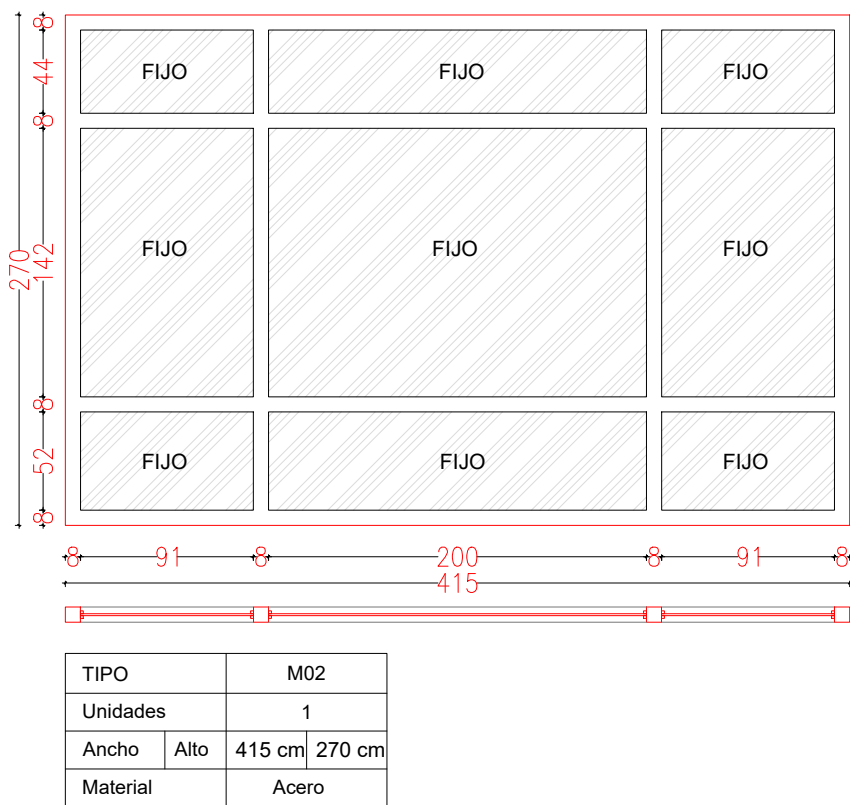 8
44
8
142
270
8
52
8
FIJO FIJO FIJO
FIJO FIJO FIJO
FIJO FIJO FIJO
8 91 8 200 8 91 8
415
TIPO M02
Unidades 1
Ancho Alto 415 cm 270 cm
Material Acero